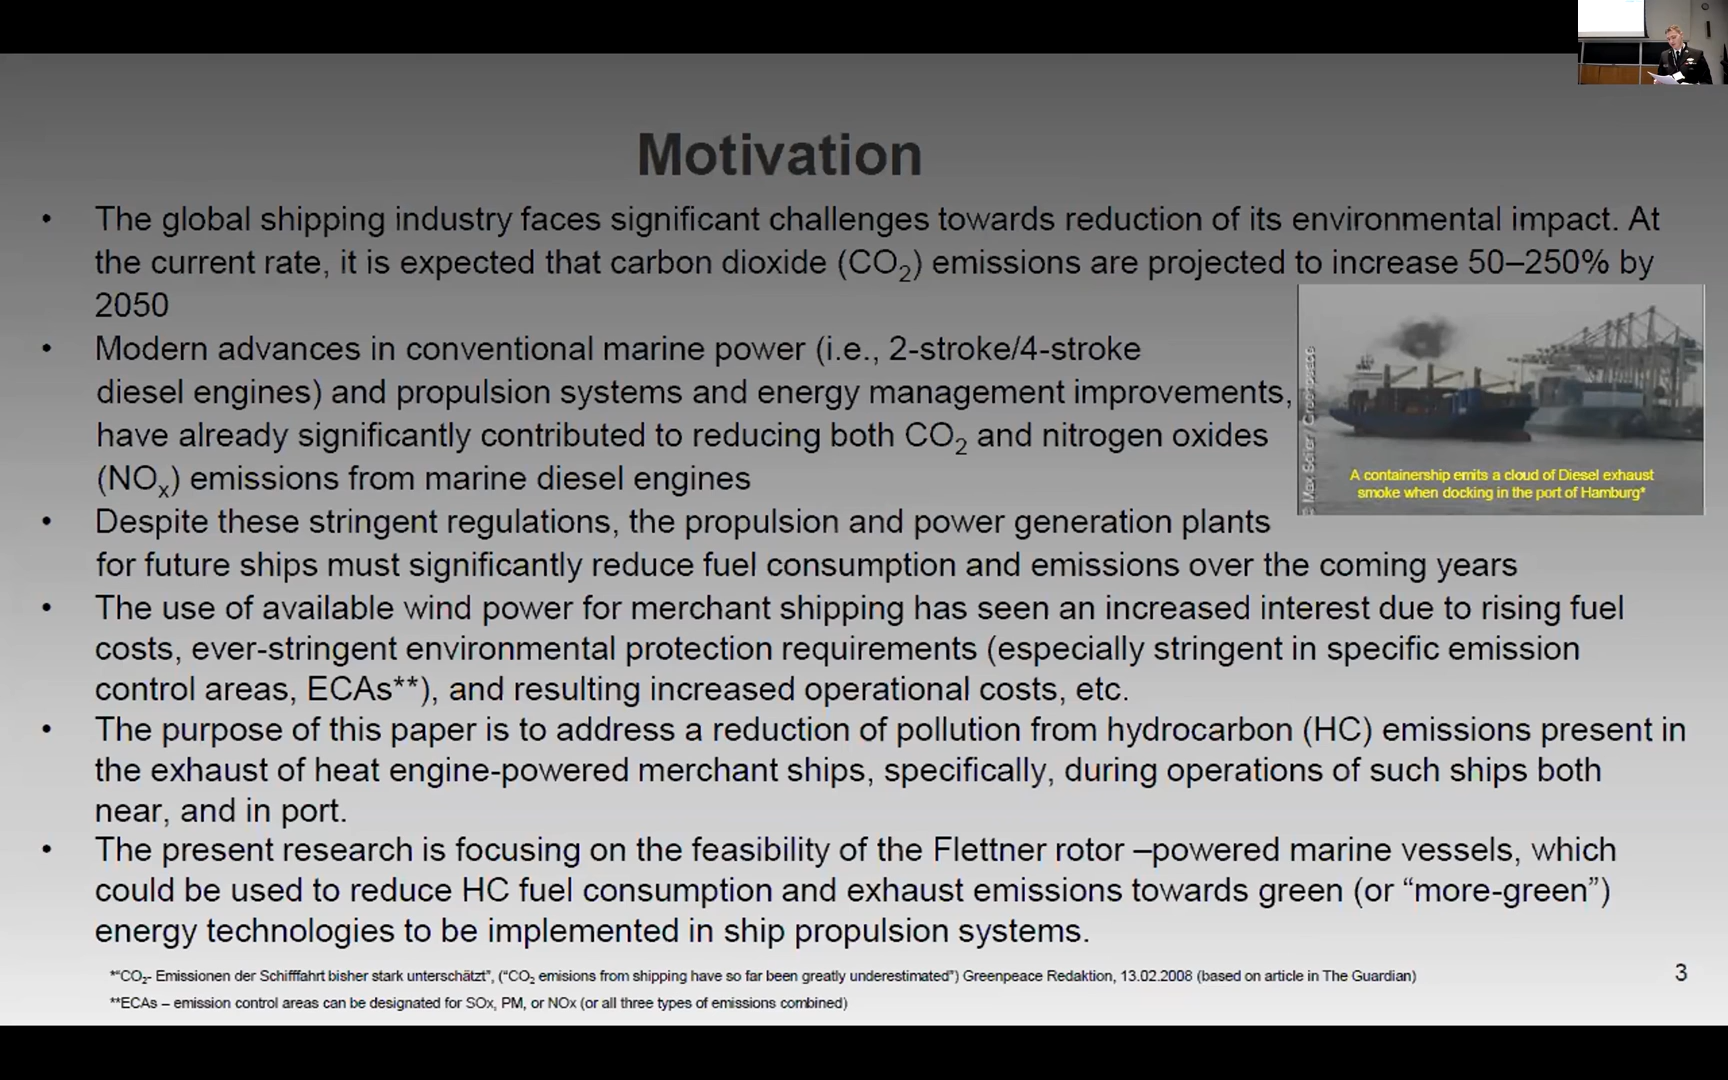 Motivation
• The global shipping industry faces significant challenges towards reduction of its environmental impact. At
the current rate, it is expected that carbon dioxide (CO₂) emissions are projected to increase 50–250% by
2050
• Modern advances in conventional marine power (i.e., 2-stroke/4-stroke
diesel engines) and propulsion systems and energy management improvements,
have already significantly contributed to reducing both CO₂ and nitrogen oxides
(NOₓ) emissions from marine diesel engines
A containership emits a cloud of Diesel exhaust
smoke when docking in the port of Hamburg*
• Despite these stringent regulations, the propulsion and power generation plants
for future ships must significantly reduce fuel consumption and emissions over the coming years
• The use of available wind power for merchant shipping has seen an increased interest due to rising fuel
costs, ever-stringent environmental protection requirements (especially stringent in specific emission
control areas, ECAs**), and resulting increased operational costs, etc.
• The purpose of this paper is to address a reduction of pollution from hydrocarbon (HC) emissions present in
the exhaust of heat engine-powered merchant ships, specifically, during operations of such ships both
near, and in port.
• The present research is focusing on the feasibility of the Flettner rotor –powered marine vessels, which
could be used to reduce HC fuel consumption and exhaust emissions towards green (or “more-green”)
energy technologies to be implemented in ship propulsion systems.
*“CO₂- Emissionen der Schifffahrt bisher stark unterschätzt”, (“CO₂ emisions from shipping have so far been greatly underestimated”) Greenpeace Redaktion, 13.02.2008 (based on article in The Guardian)
**ECAs – emission control areas can be designated for SOx, PM, or NOx (or all three types of emissions combined)
3